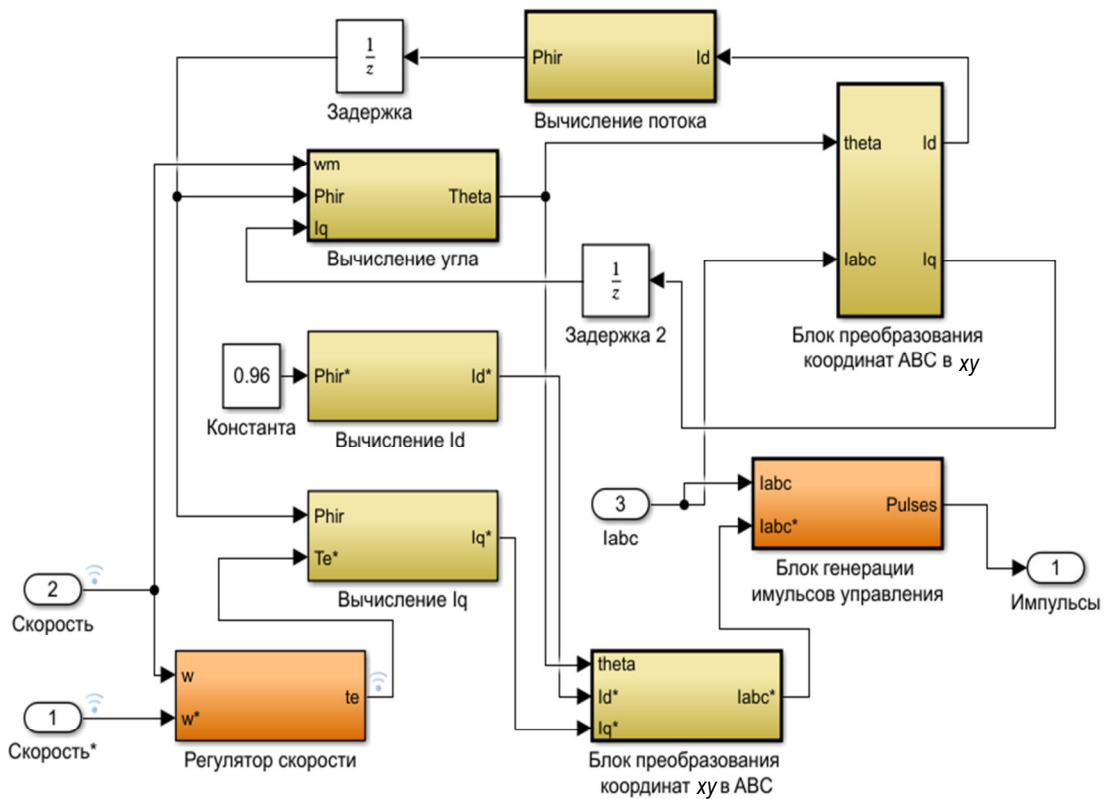 1
z
Задержка
Phir
Id
Вычисление потока
theta
Id
Iabc
Iq
Блок преобразования
координат ABC в xy
wm
Phir
Theta
Iq
Вычисление угла
1
z
Задержка 2
0.96
Константа
Phir*
Id*
Вычисление Id
Phir
Iq*
Te*
Вычисление Iq
3
Iabc
Iabc
Pulses
Iabc*
Блок генерации
имульсов управления
1
Импульсы
2
Скорость
1
Скорость*
w
te
w*
Регулятор скорости
theta
Id*
Iabc*
Iq*
Блок преобразования
координат xy в ABC